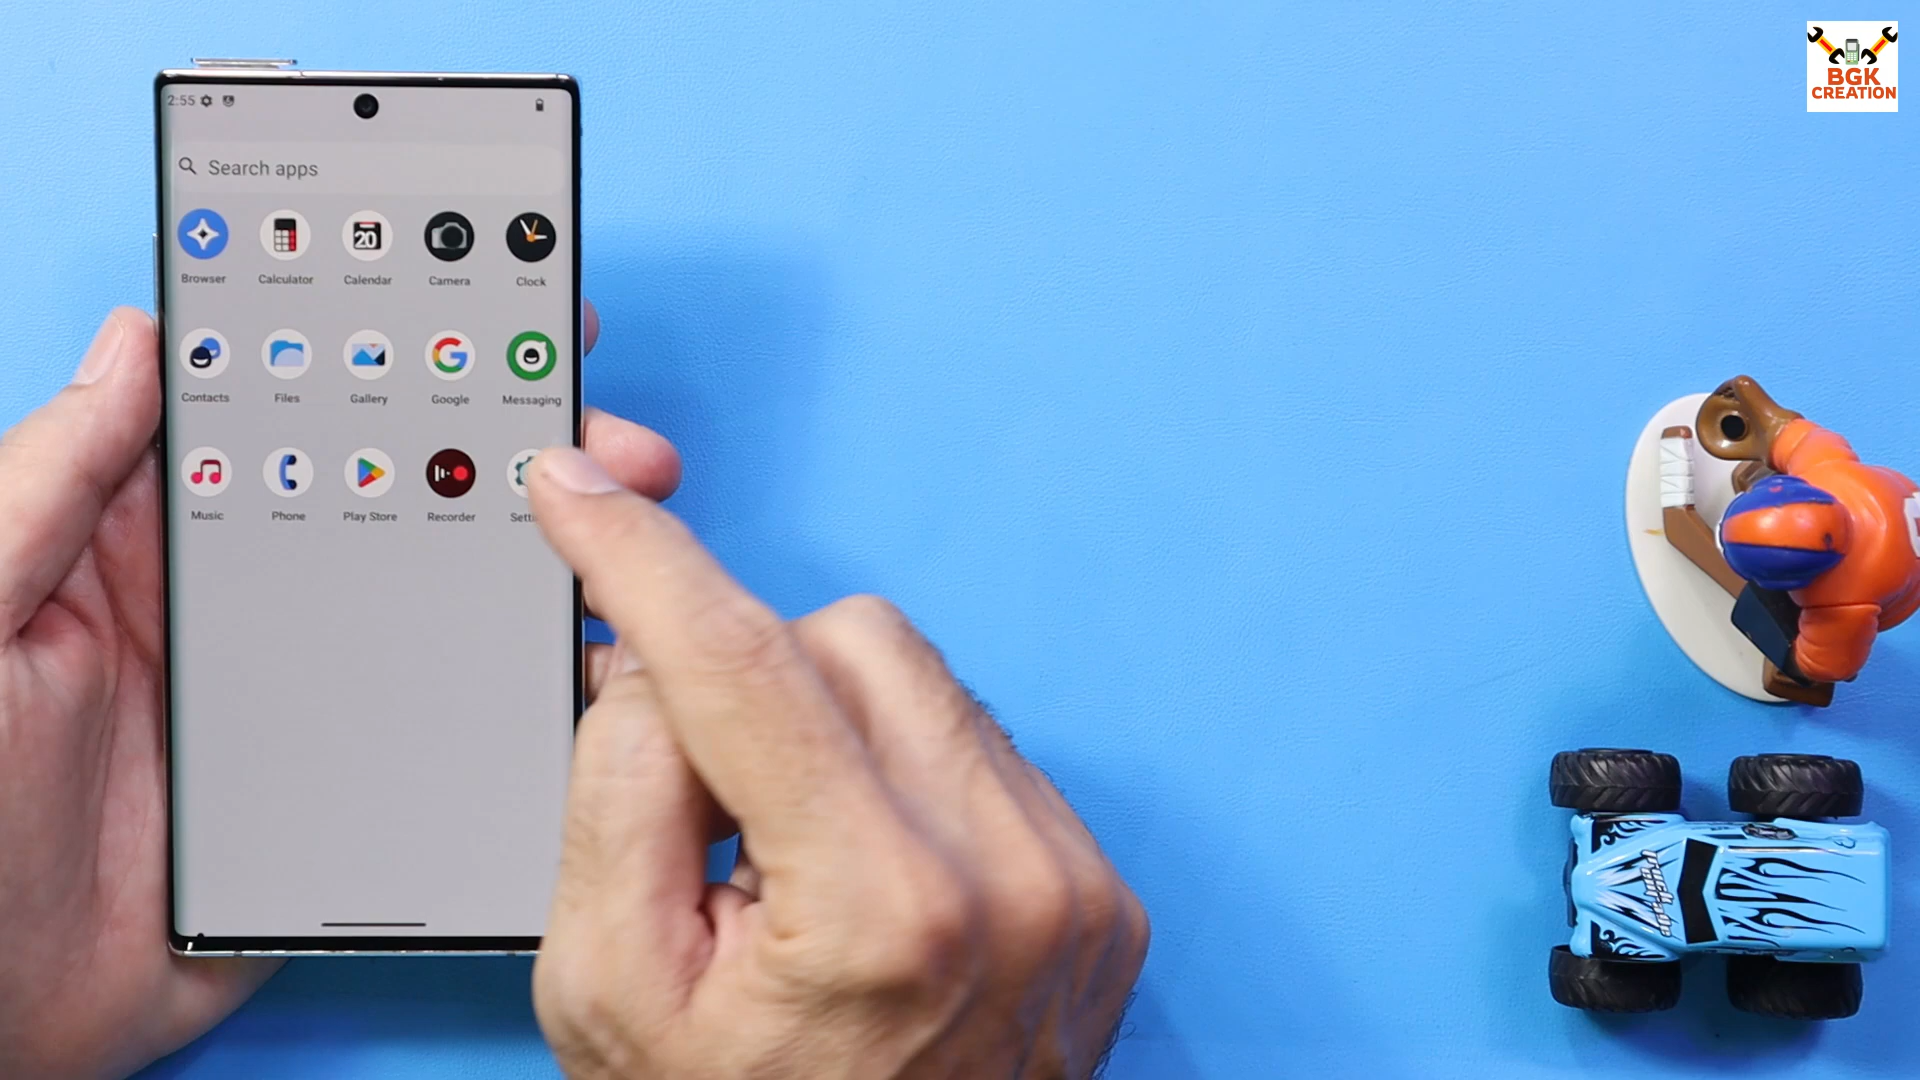 2:55
Search apps
20
Browser
Calculator
Calendar
Camera
Clock
Contacts
Files
Gallery
Google
Messaging
Music
Phone
Play Store
Recorder
BGK
CREATION